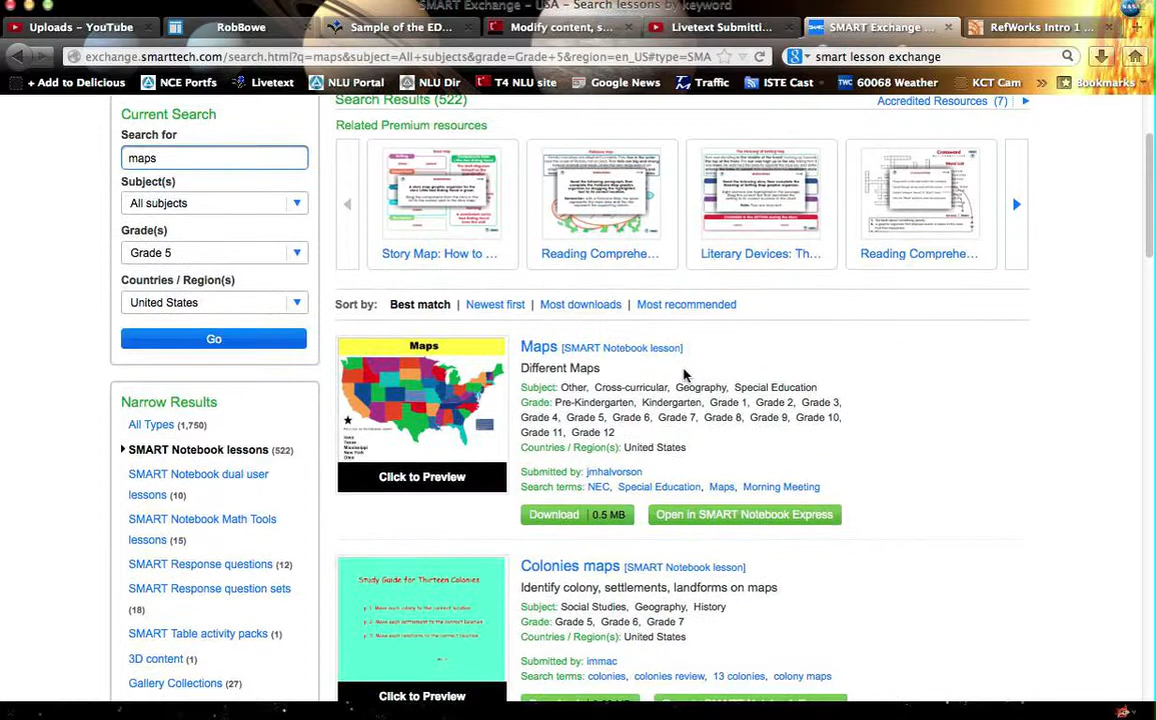 SMART Exchange – USA – Search lessons by keyword
Uploads – YouTube
RobBowe
Sample of the ED...
Modify content, s...
Livetext Submitti...
SMART Exchange ...
RefWorks Intro 1 ...
exchange.smarttech.com/search.html?q=maps&subject=All+subjects&grade=Grade+5&region=en_US#type=SMA
smart lesson exchange
+ Add to Delicious
NCE Portfs
Livetext
NLU Portal
NLU Dir
T4 NLU site
Google News
Traffic
ISTE Cast
60068 Weather
KCT Cam
Bookmarks
Current Search
Search for
maps
Subject(s)
All subjects
Grade(s)
Grade 5
Countries / Region(s)
United States
Go
Narrow Results
All Types (1,750)
SMART Notebook lessons (522)
SMART Notebook dual user
lessons (10)
SMART Notebook Math Tools
lessons (15)
SMART Response questions (12)
SMART Response question sets
(18)
SMART Table activity packs (1)
3D content (1)
Gallery Collections (27)
Search Results (522)
Accredited Resources (7)
Related Premium resources
Story Map: How to ...
Reading Comprehe...
Literary Devices: Th...
Reading Comprehe...
Sort by: Best match | Newest first | Most downloads | Most recommended
Maps
Click to Preview
Maps [SMART Notebook lesson]
Different Maps
Subject: Other, Cross-curricular, Geography, Special Education
Grade: Pre-Kindergarten, Kindergarten, Grade 1, Grade 2, Grade 3,
Grade 4, Grade 5, Grade 6, Grade 7, Grade 8, Grade 9, Grade 10,
Grade 11, Grade 12
Countries / Region(s): United States
Submitted by: jmhalvorson
Search terms: NEC, Special Education, Maps, Morning Meeting
Download | 0.5 MB
Open in SMART Notebook Express
Study Guide for Thirteen Colonies
Click to Preview
Colonies maps [SMART Notebook lesson]
Identify colony, settlements, landforms on maps
Subject: Social Studies, Geography, History
Grade: Grade 5, Grade 6, Grade 7
Countries / Region(s): United States
Submitted by: immac
Search terms: colonies, colonies review, 13 colonies, colony maps